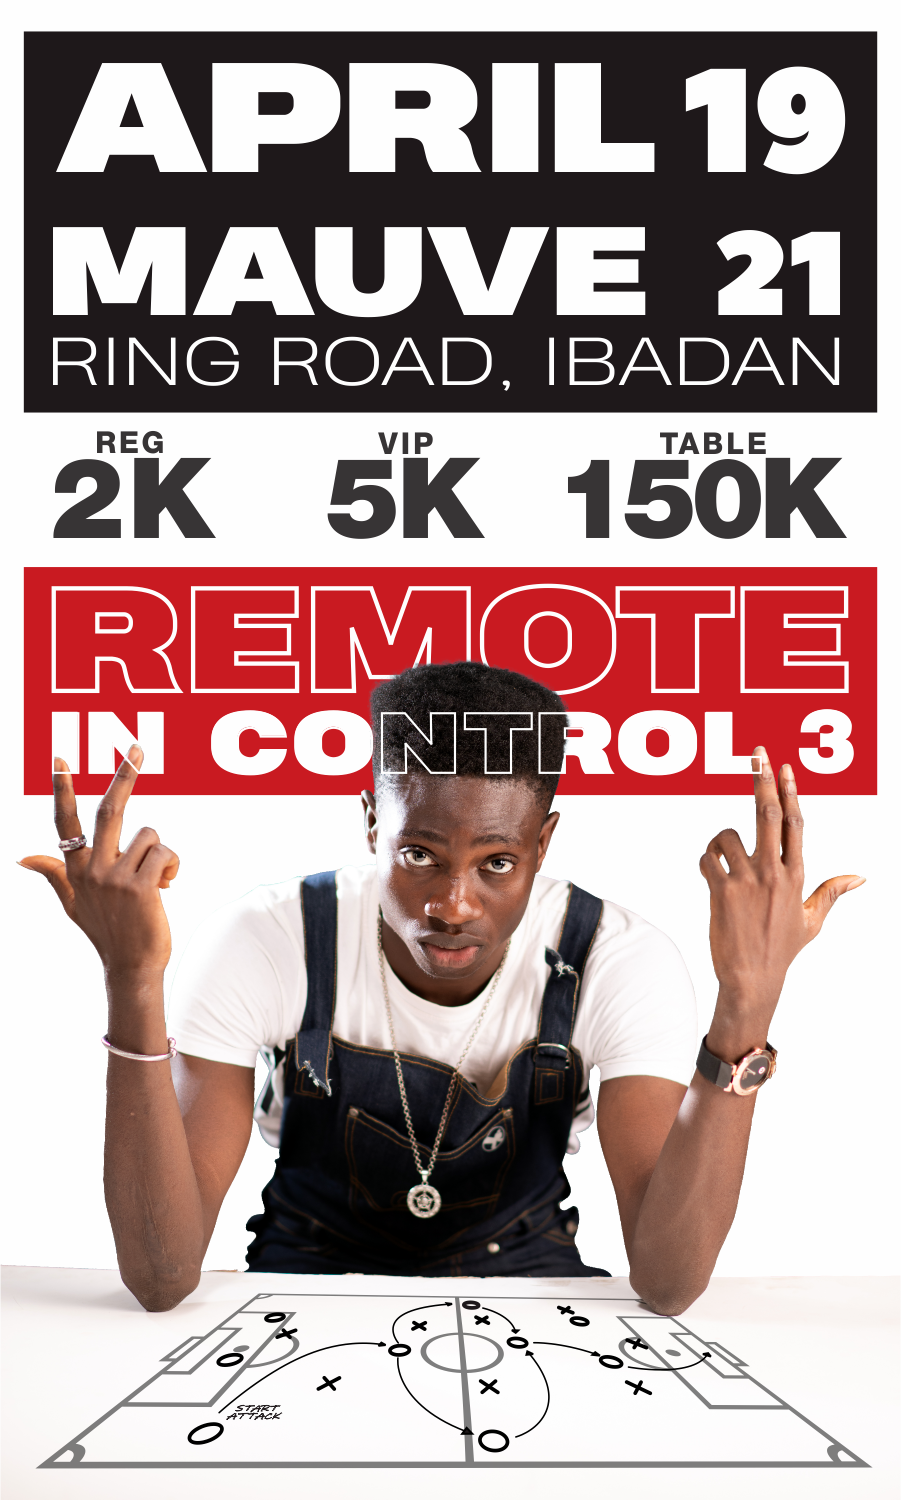 APRIL 19
MAUVE 21
RING ROAD, IBADAN
REG VIP TABLE
2K 5K 150K
REMOTE
IN CONTROL 3
START
ATTACK